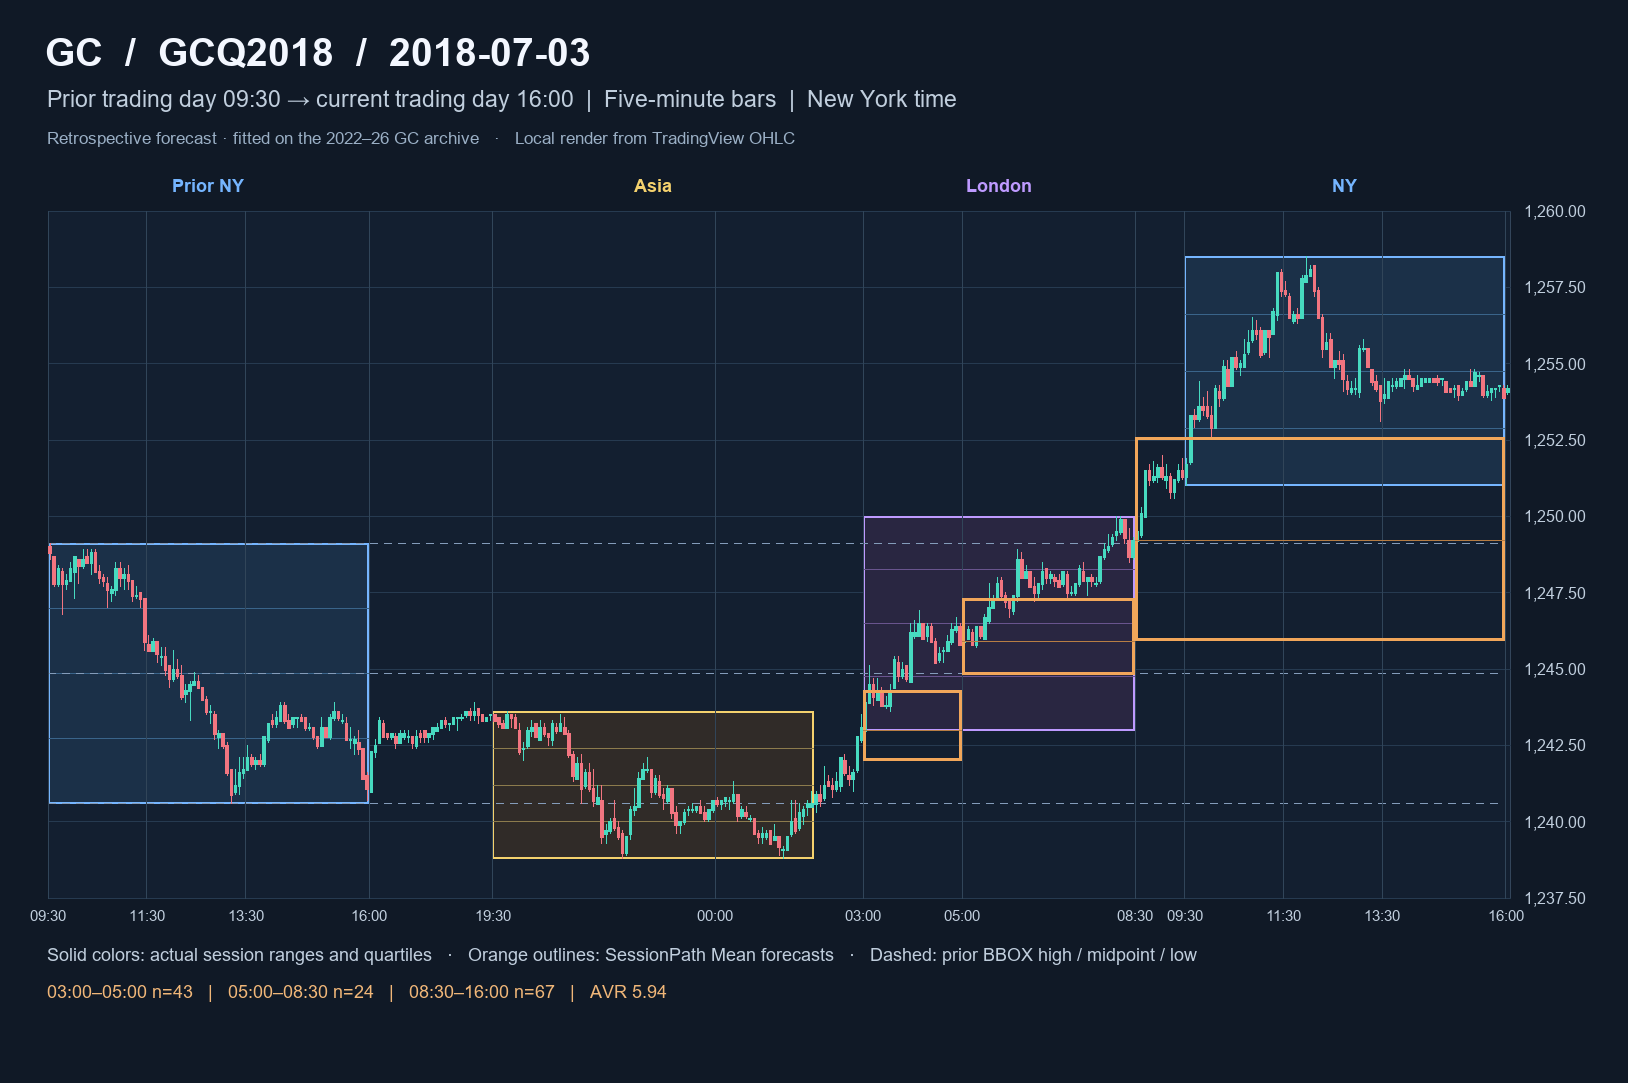 GC / GCQ2018 / 2018-07-03
Prior trading day 09:30 → current trading day 16:00 | Five-minute bars | New York time
Retrospective forecast · fitted on the 2022–26 GC archive · Local render from TradingView OHLC
Prior NY Asia London NY
1,260.00
1,257.50
1,255.00
1,252.50
1,250.00
1,247.50
1,245.00
1,242.50
1,240.00
1,237.50
09:30 11:30 13:30 16:00 19:30 00:00 03:00 05:00 08:30 09:30 11:30 13:30 16:00
Solid colors: actual session ranges and quartiles · Orange outlines: SessionPath Mean forecasts · Dashed: prior BBOX high / midpoint / low
03:00–05:00 n=43 | 05:00–08:30 n=24 | 08:30–16:00 n=67 | AVR 5.94